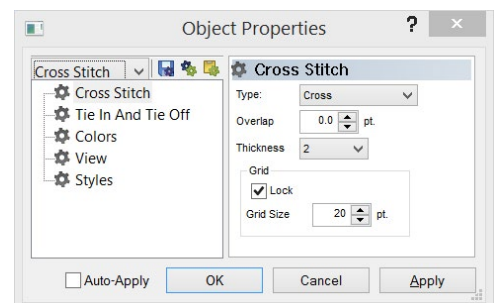 Object Properties ?
Cross Stitch
Cross Stitch
Tie In And Tie Off
Colors
View
Styles
Cross Stitch
Type: Cross
Overlap 0.0 pt.
Thickness 2
Grid
Lock
Grid Size 20 pt.
Auto-Apply OK Cancel Apply